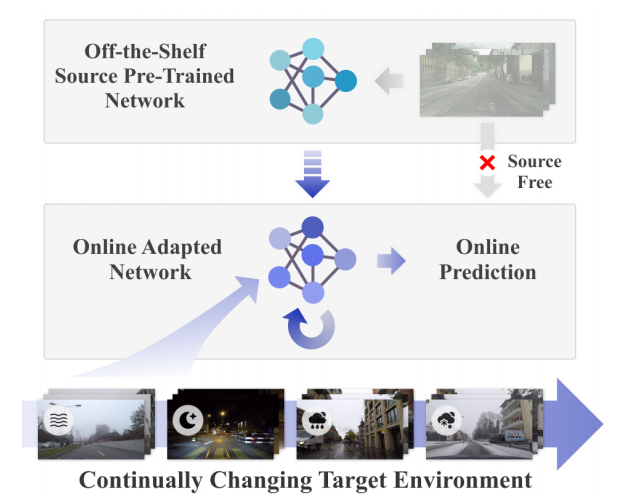 Off-the-Shelf
Source Pre-Trained
Network
Source
Free
Online Adapted
Network
Online
Prediction
Continually Changing Target Environment